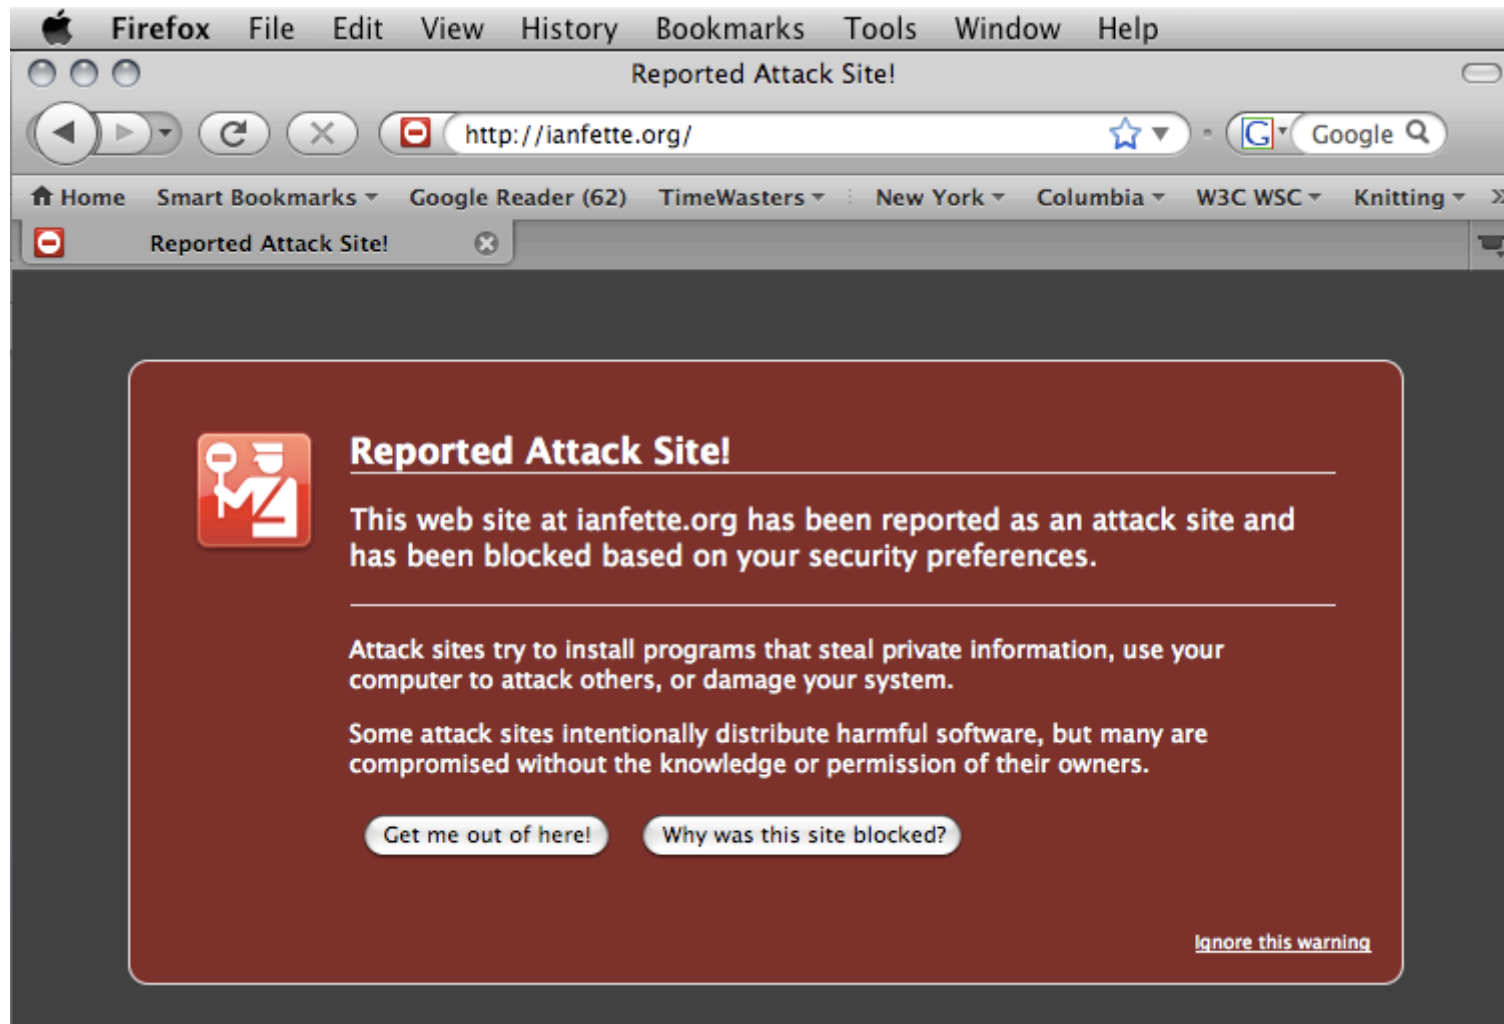 Firefox File Edit View History Bookmarks Tools Window Help
Reported Attack Site!
http://ianfette.org/ G Google
Home Smart Bookmarks Google Reader (62) TimeWasters New York Columbia W3C WSC Knitting »
Reported Attack Site!
Reported Attack Site!
This web site at ianfette.org has been reported as an attack site and
has been blocked based on your security preferences.
Attack sites try to install programs that steal private information, use your
computer to attack others, or damage your system.
Some attack sites intentionally distribute harmful software, but many are
compromised without the knowledge or permission of their owners.
Get me out of here! Why was this site blocked?
Ignore this warning